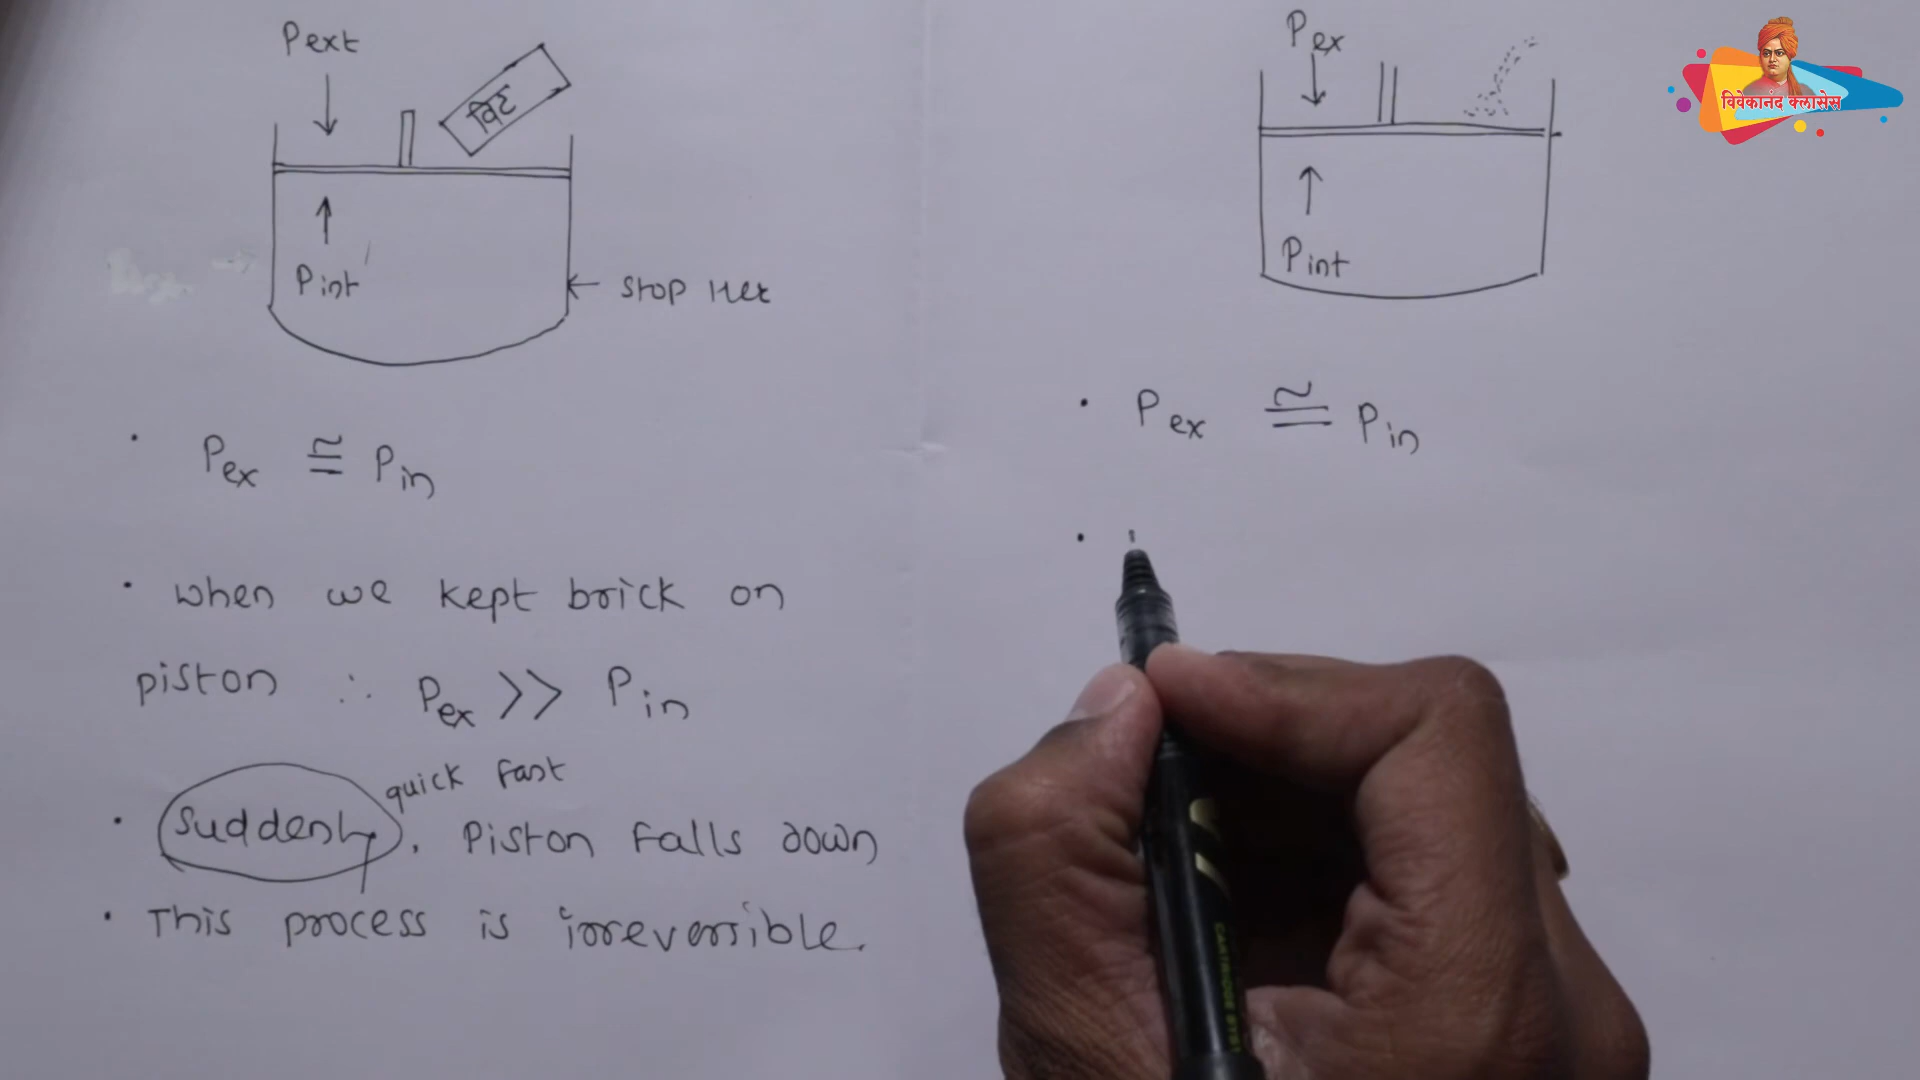 Pext
विट
Pint
← Stop Her
Pex ≅ Pin
when we kept brick on
piston ∴ Pex >> Pin
quick fast
Suddenly, Piston falls down
This process is irreversible.
Pex
Pint
Pex ≅ Pin
विवेकानंद क्लासेस